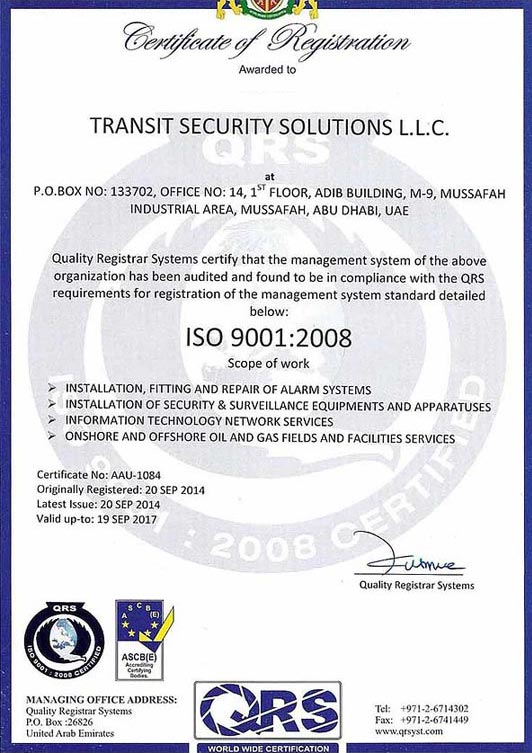 Certificate of Registration
Awarded to
TRANSIT SECURITY SOLUTIONS L.L.C.
QRS
at
P.O.BOX NO: 133702, OFFICE NO: 14, 1ST FLOOR, ADIB BUILDING, M-9, MUSSAFAH
INDUSTRIAL AREA, MUSSAFAH, ABU DHABI, UAE
Quality Registrar Systems certify that the management system of the above
organization has been audited and found to be in compliance with the QRS
requirements for registration of the management system standard detailed
below:
ISO 9001:2008
Scope of work
➢ INSTALLATION, FITTING AND REPAIR OF ALARM SYSTEMS
➢ INSTALLATION OF SECURITY & SURVEILLANCE EQUIPMENTS AND APPARATUSES
➢ INFORMATION TECHNOLOGY NETWORK SERVICES
➢ ONSHORE AND OFFSHORE OIL AND GAS FIELDS AND FACILITIES SERVICES
Certificate No: AAU-1084
Originally Registered: 20 SEP 2014
Latest Issue: 20 SEP 2014
Valid up-to: 19 SEP 2017
: 2008 CERTIFIED
Quality Registrar Systems
QRS
ISO 9001 : 2008 CERTIFIED
A S C B (E)
ASCB(E)
Accrediting
Certifying
Bodies.
MANAGING OFFICE ADDRESS:
Quality Registrar Systems
P.O. Box :26826
United Arab Emirates
QRS
WORLD WIDE CERTIFICATION
Tel: +971-2-6714302
Fax: +971-2-6741449
www.qrsyst.com